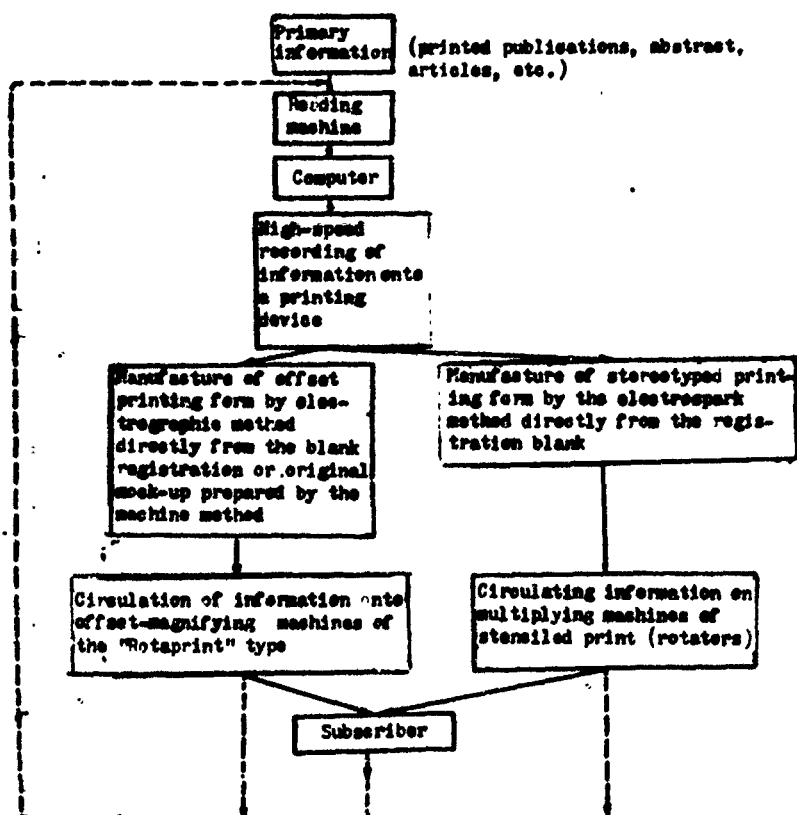 Primary
information
(printed publications, abstract,
articles, etc.)
Reading
machine
Computer
High-speed
recording of
information onto
a printing
device
Manufacture of offset
printing form by elec-
trographic method
directly from the blank
registration or original
mock-up prepared by the
machine method
Manufacture of stereotyped print-
ing form by the electrospark
method directly from the regis-
tration blank
Circulation of information onto
offset-magnifying machines of
the "Rotaprint" type
Circulating information on
multiplying machines of
stensiled print (rotaters)
Subscriber